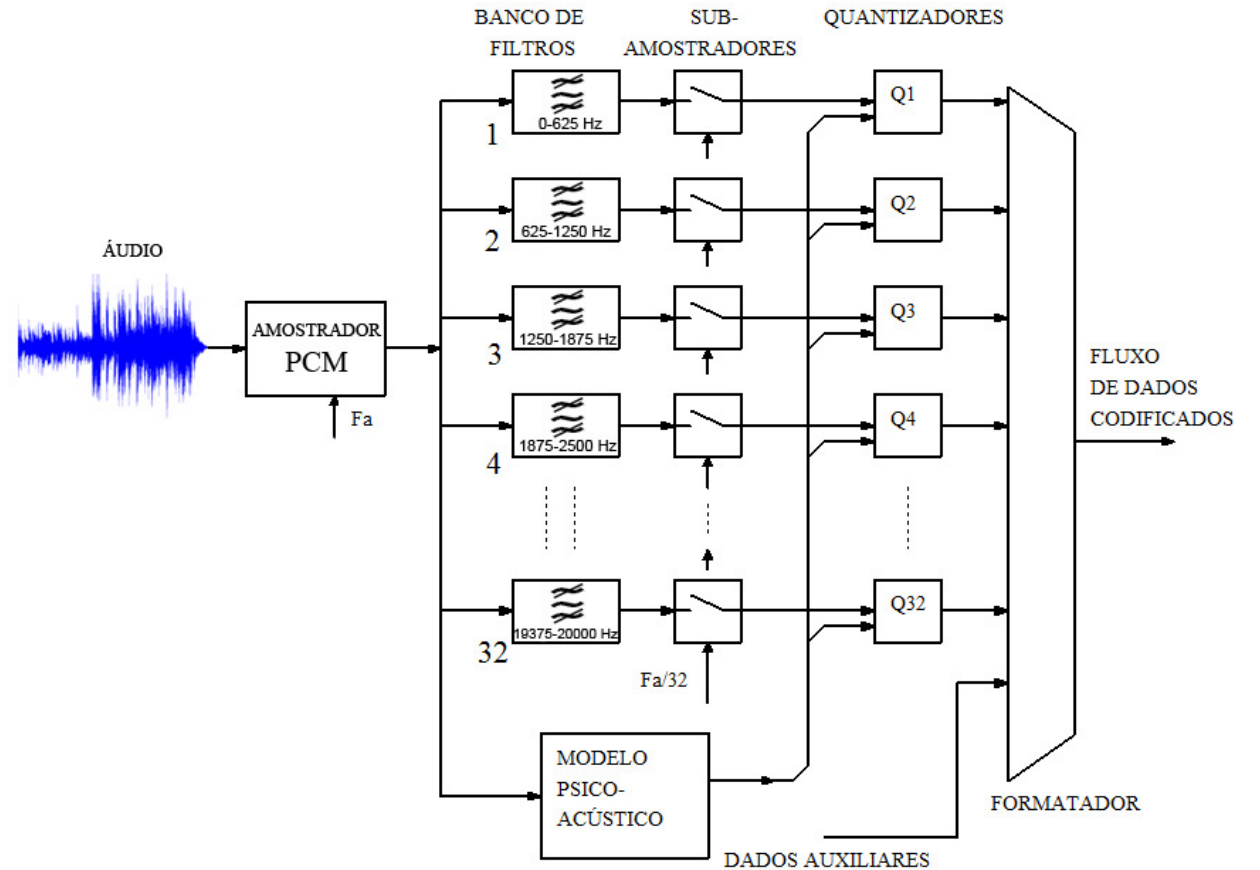 BANCO DE
FILTROS
SUB-
AMOSTRADORES
QUANTIZADORES
0-625 Hz
1
Q1
625-1250 Hz
2
Q2
ÁUDIO
AMOSTRADOR
PCM
Fa
1250-1875 Hz
3
Q3
1875-2500 Hz
4
Q4
FLUXO
DE DADOS
CODIFICADOS
19375-20000 Hz
32
Q32
Fa/32
MODELO
PSICO-
ACÚSTICO
FORMATADOR
DADOS AUXILIARES